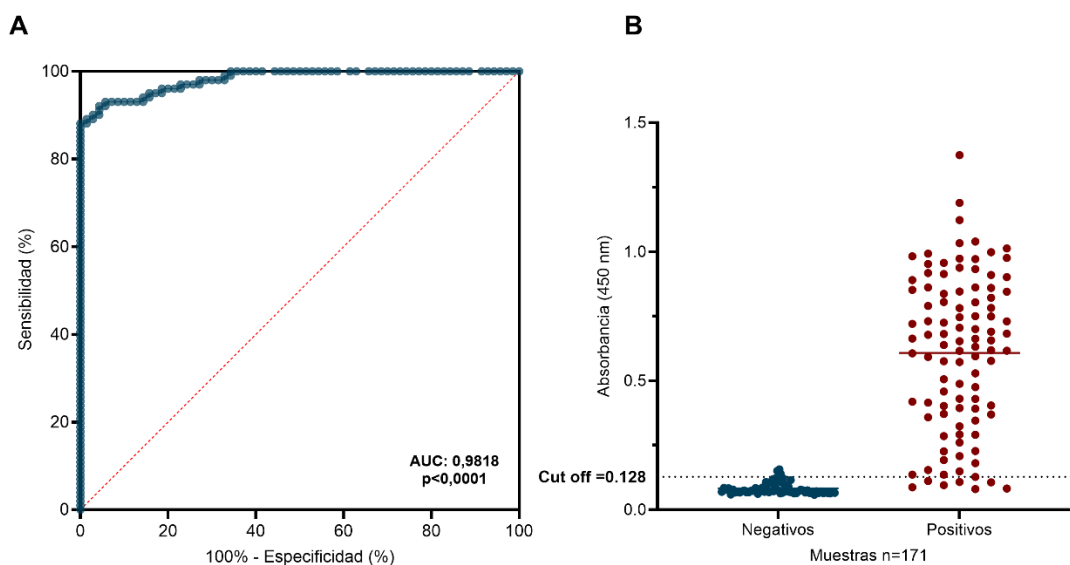 A
100
80
60
40
20
0
Sensibilidad (%)
AUC: 0,9818
p<0,0001
0
20
40
60
80
100
100% - Especificidad (%)
B
1.5
1.0
0.5
0.0
Absorbancia (450 nm)
Cut off =0.128
Negativos
Positivos
Muestras n=171